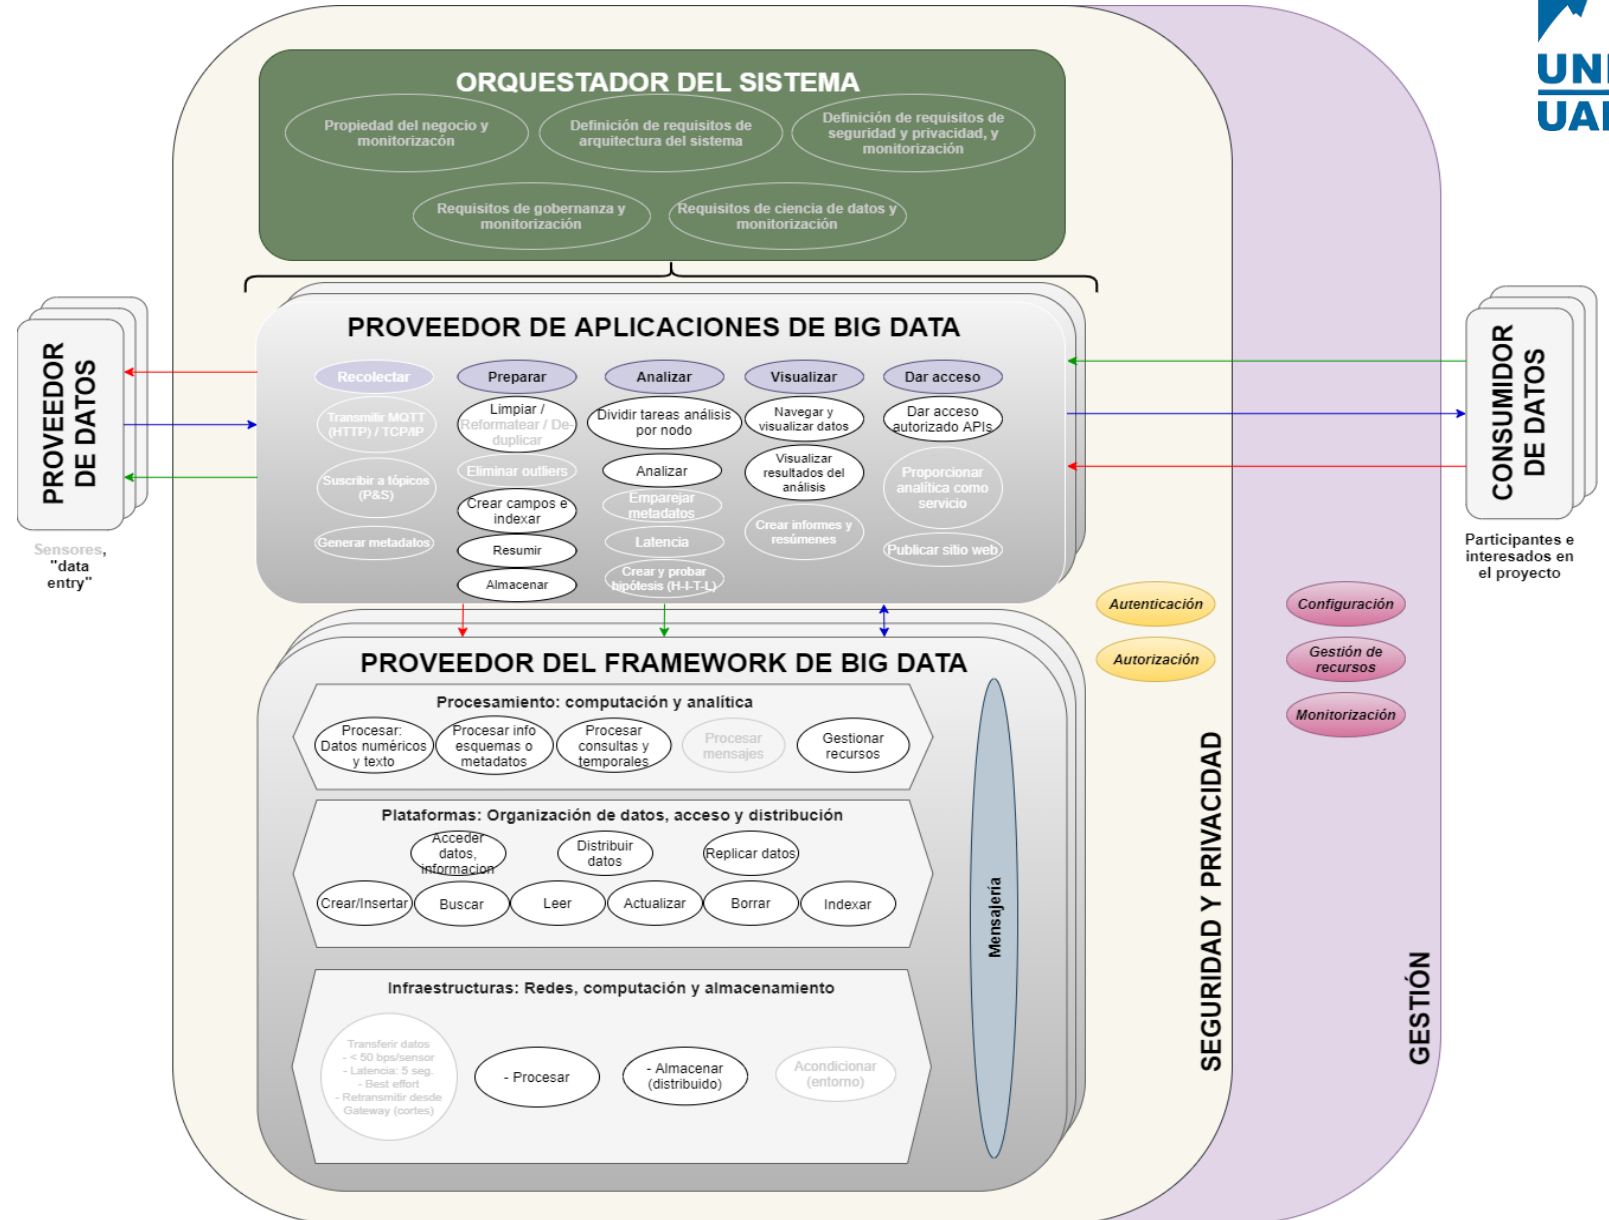 UNI
UAI
ORQUESTADOR DEL SISTEMA
Propiedad del negocio y
monitorizacón
Definición de requisitos de
arquitectura del sistema
Definición de requisitos de
seguridad y privacidad, y
monitorización
Requisitos de gobernanza y
monitorización
Requisitos de ciencia de datos y
monitorización
PROVEEDOR
DE DATOS
Sensores,
"data
entry"
PROVEEDOR DE APLICACIONES DE BIG DATA
Recolectar
Transmitir MQTT
(HTTP) / TCP/IP
Suscribir a tópicos
(P&S)
Generar metadatos
Preparar
Limpiar /
Reformatear / De-
duplicar
Eliminar outliers
Crear campos e
indexar
Resumir
Almacenar
Analizar
Dividir tareas análisis
por nodo
Analizar
Emparejar
metadatos
Latencia
Crear y probar
hipótesis (H-I-T-L)
Visualizar
Navegar y
visualizar datos
Visualizar
resultados del
análisis
Crear informes y
resúmenes
Dar acceso
Dar acceso
autorizado APIs
Proporcionar
analítica como
servicio
Publicar sitio web
CONSUMIDOR
DE DATOS
Participantes e
interesados en
el proyecto
Autenticación
Autorización
SEGURIDAD Y PRIVACIDAD
Configuración
Gestión de
recursos
Monitorización
GESTIÓN
PROVEEDOR DEL FRAMEWORK DE BIG DATA
Procesamiento: computación y analítica
Procesar:
Datos numéricos
y texto
Procesar info
esquemas o
metadatos
Procesar
consultas y
temporales
Procesar
mensajes
Gestionar
recursos
Plataformas: Organización de datos, acceso y distribución
Acceder
datos,
informacion
Distribuir
datos
Replicar datos
Crear/Insertar
Buscar
Leer
Actualizar
Borrar
Indexar
Infraestructuras: Redes, computación y almacenamiento
Transferir datos
- < 50 bps/sensor
- Latencia: 5 seg.
- Best effort
- Retransmitir desde
Gateway (cortes)
- Procesar
- Almacenar
(distribuido)
Acondicionar
(entorno)
Mensajería